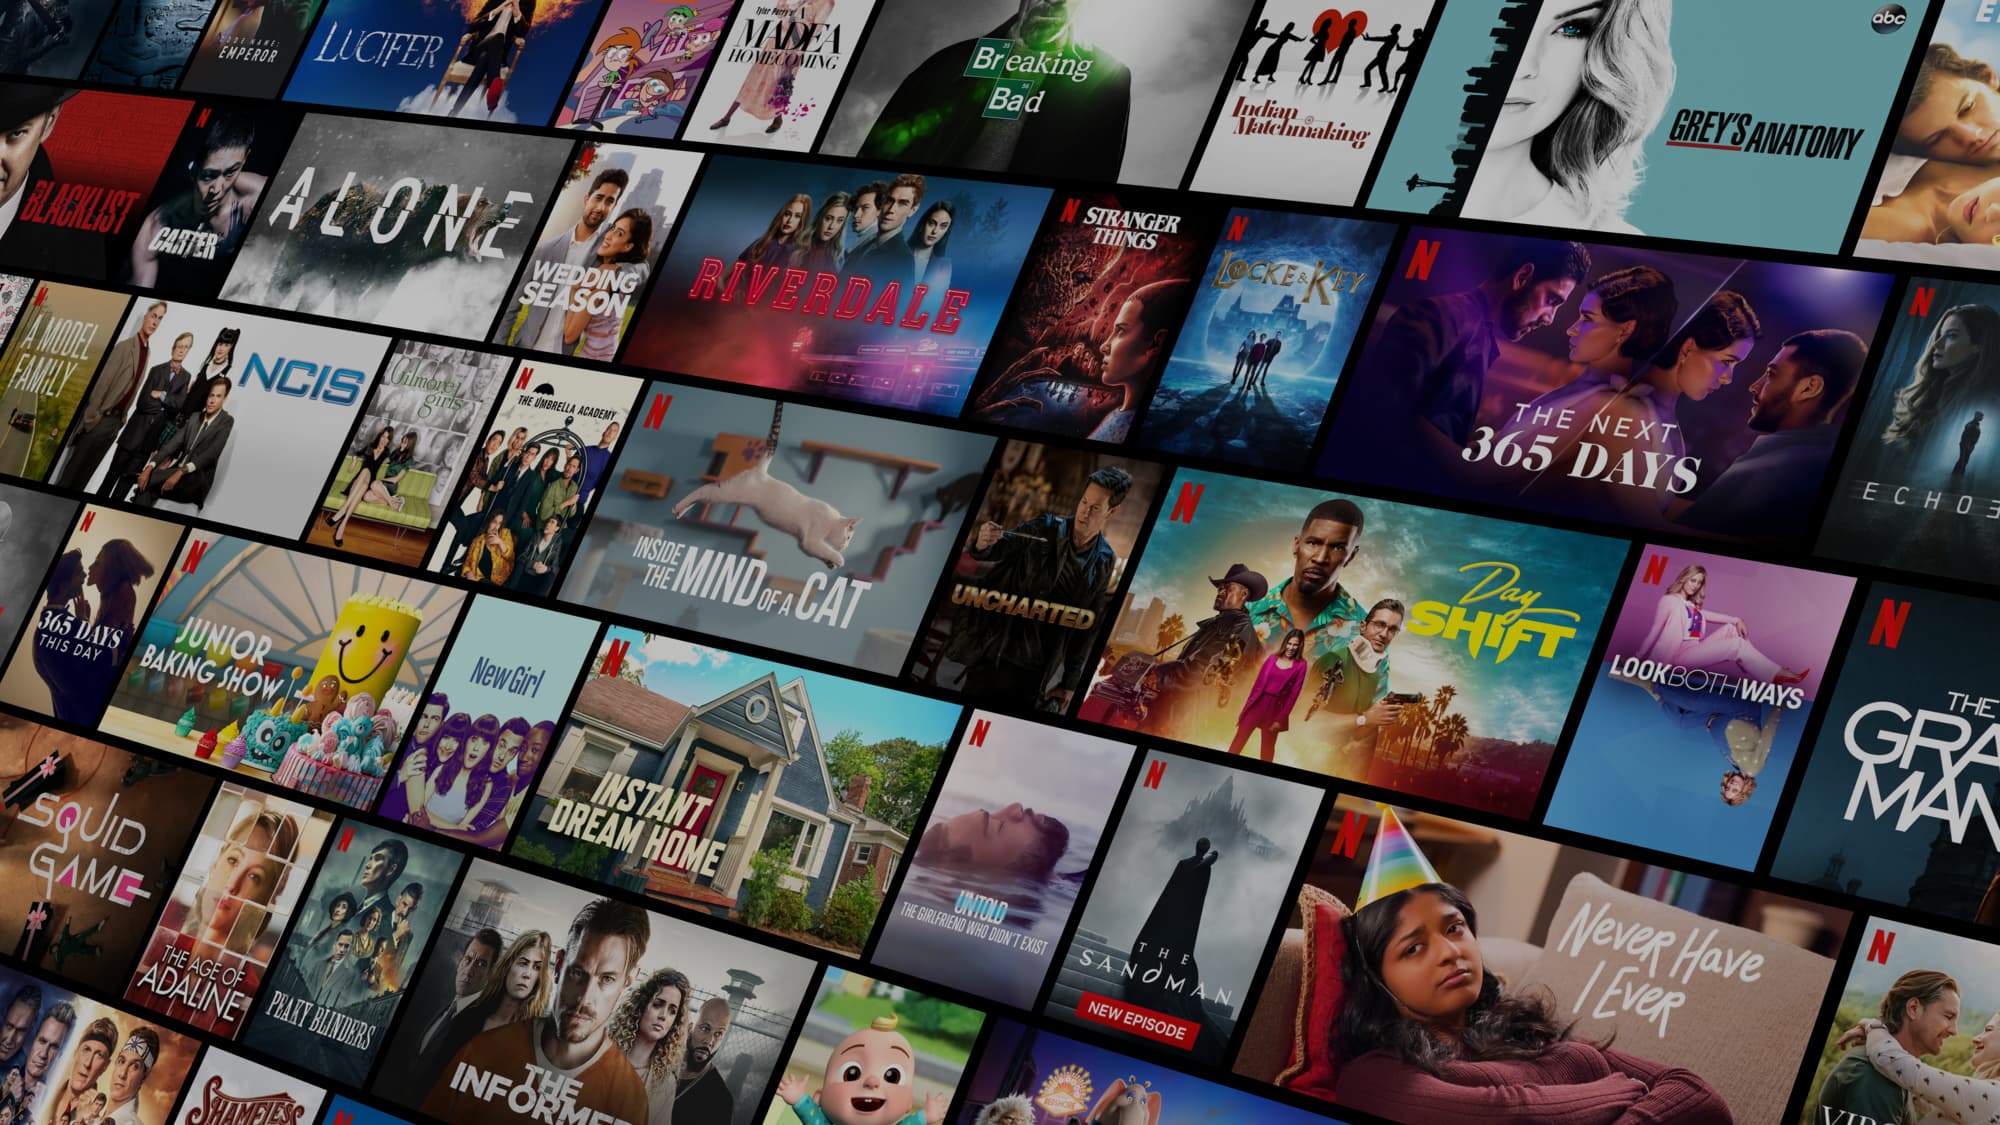 CODE NAME:
EMPEROR
LUCIFER
Tyler Perry's
A MADEA
HOMECOMING
Breaking
Bad
Indian
Matchmaking
GREY'S ANATOMY
abc
BLACKLIST
CARTER
ALONE
WEDDING
SEASON
RIVERDALE
STRANGER
THINGS
LOCKE & KEY
THE NEXT
365 DAYS
A MODEL
FAMILY
NCIS
Gilmore
girls
THE UMBRELLA ACADEMY
INSIDE
THE MIND OF A CAT
UNCHARTED
Day
SHIFT
LOOK BOTH WAYS
THE
GRA
MAN
365 DAYS
THIS DAY
JUNIOR
BAKING SHOW
New Girl
INSTANT
DREAM HOME
UNTOLD
THE GIRLFRIEND WHO DIDN'T EXIST
THE
SANDMAN
NEW EPISODE
Never Have
I Ever
SQUID
GAME
THE AGE OF
ADALINE
PEAKY BLINDERS
THE
INFORMER
SHAMELESS
VIR